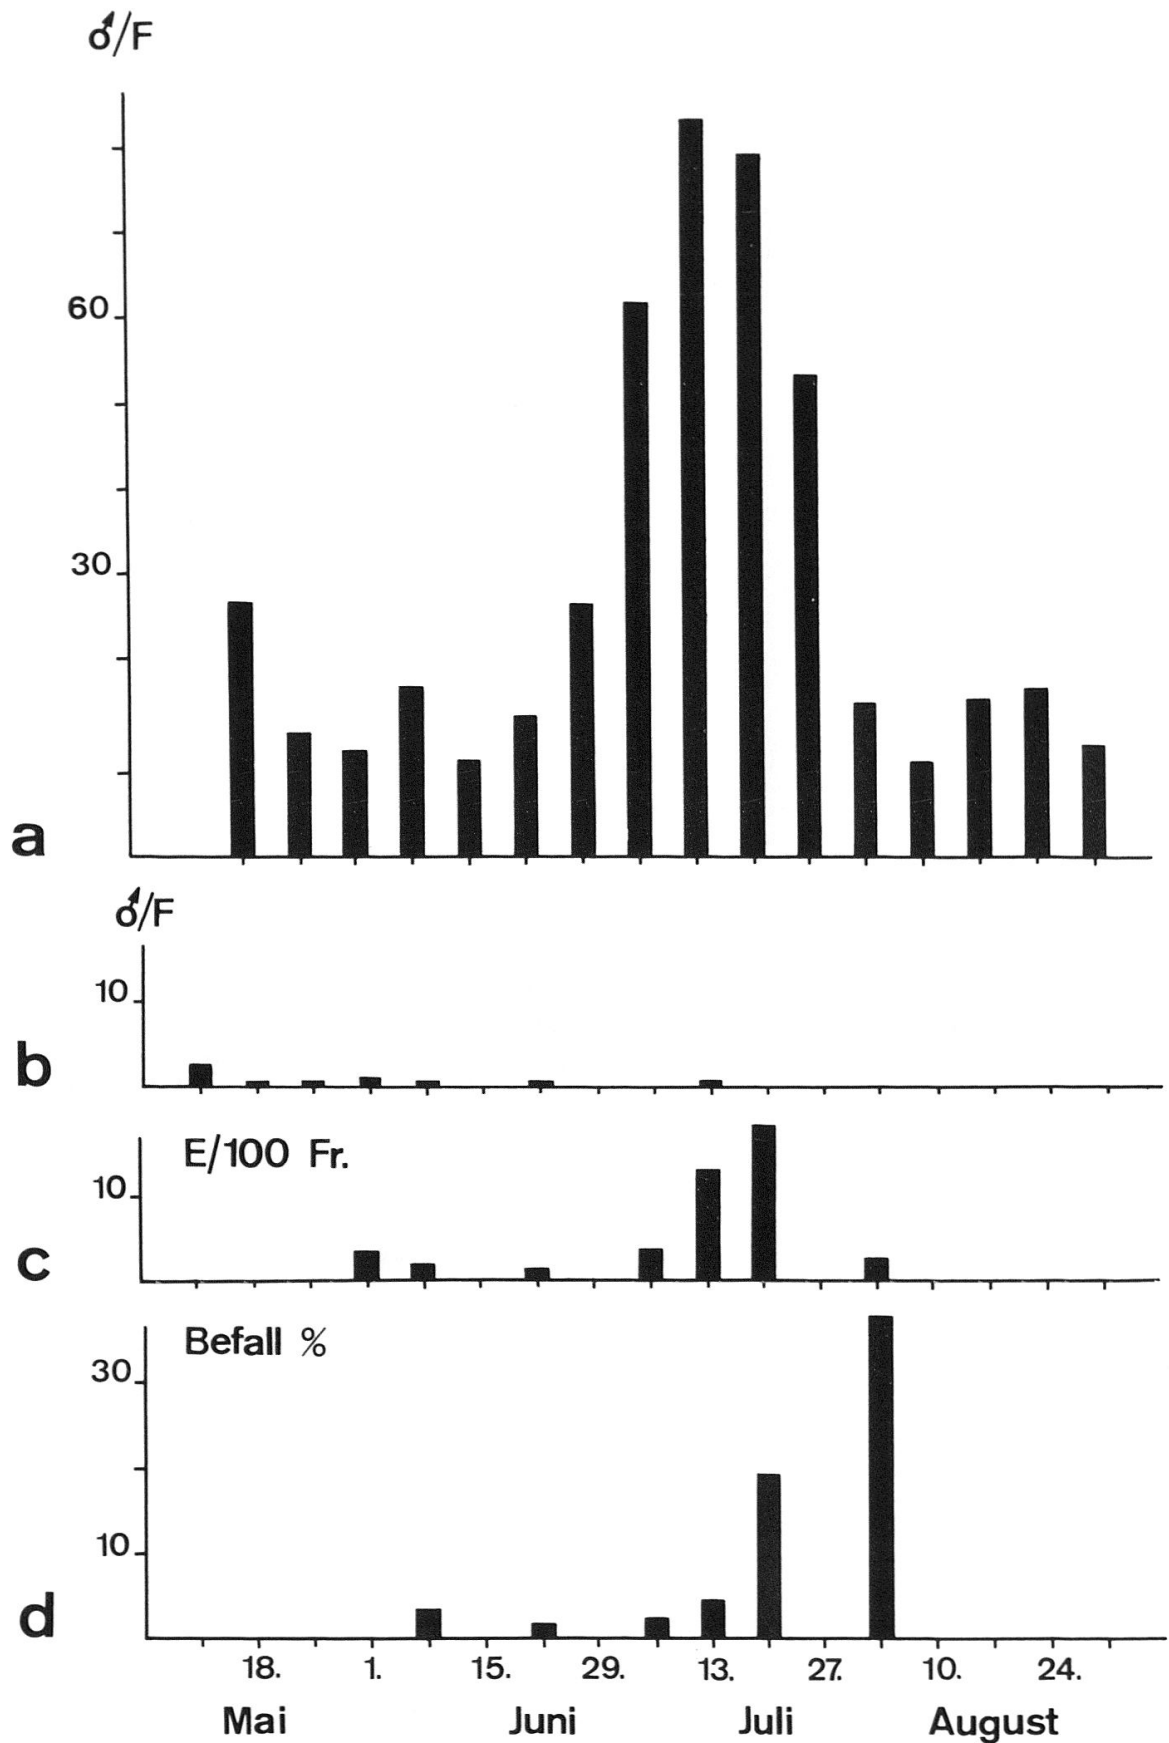 ♂/F
60
30
a
♂/F
10
b
E/100 Fr.
10
c
Befall %
30
10
d
18. 1. 15. 29. 13. 27. 10. 24.
Mai Juni Juli August